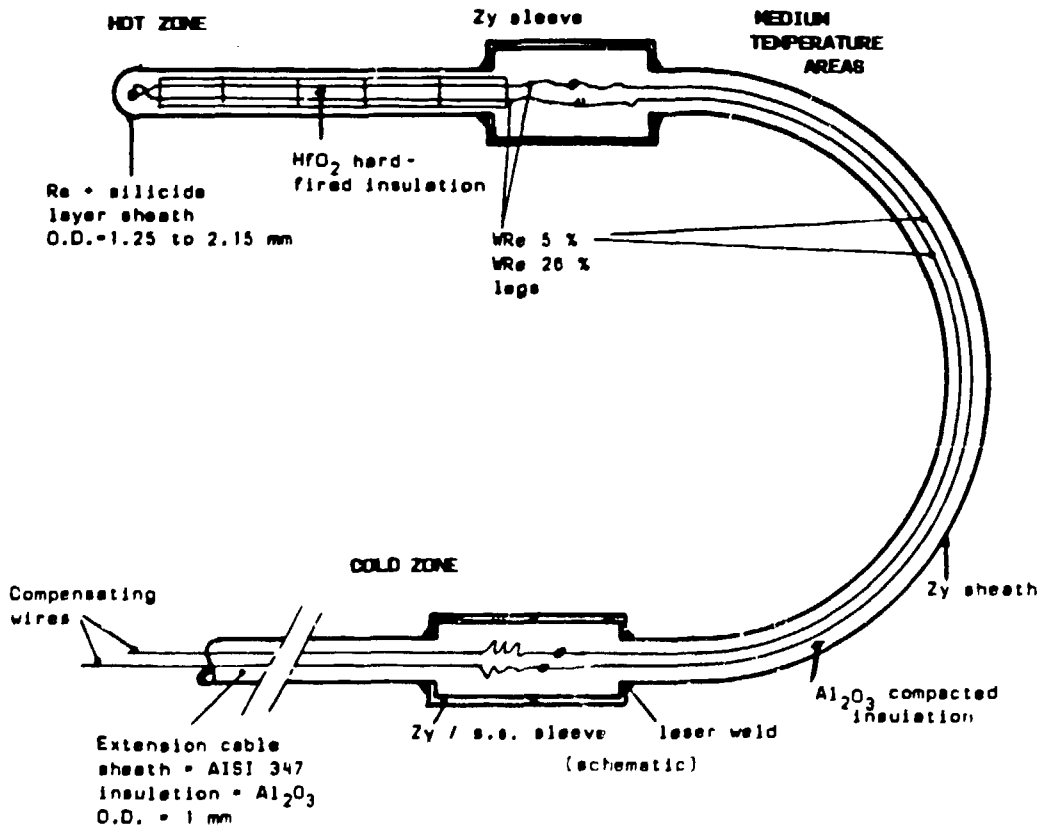 HOT ZONE
Zy sleeve
MEDIUM
TEMPERATURE
AREAS
HfO₂ hard-
fired insulation
Re + silicide
layer sheath
O.D.=1.25 to 2.15 mm
WRe 5 %
WRe 26 %
legs
COLD ZONE
Compensating
wires
Zy sheath
Al₂O₃ compacted
insulation
Zy / s.s. sleeve
laser weld
(schematic)
Extension cable
sheath = AISI 347
insulation = Al₂O₃
O.D. = 1 mm